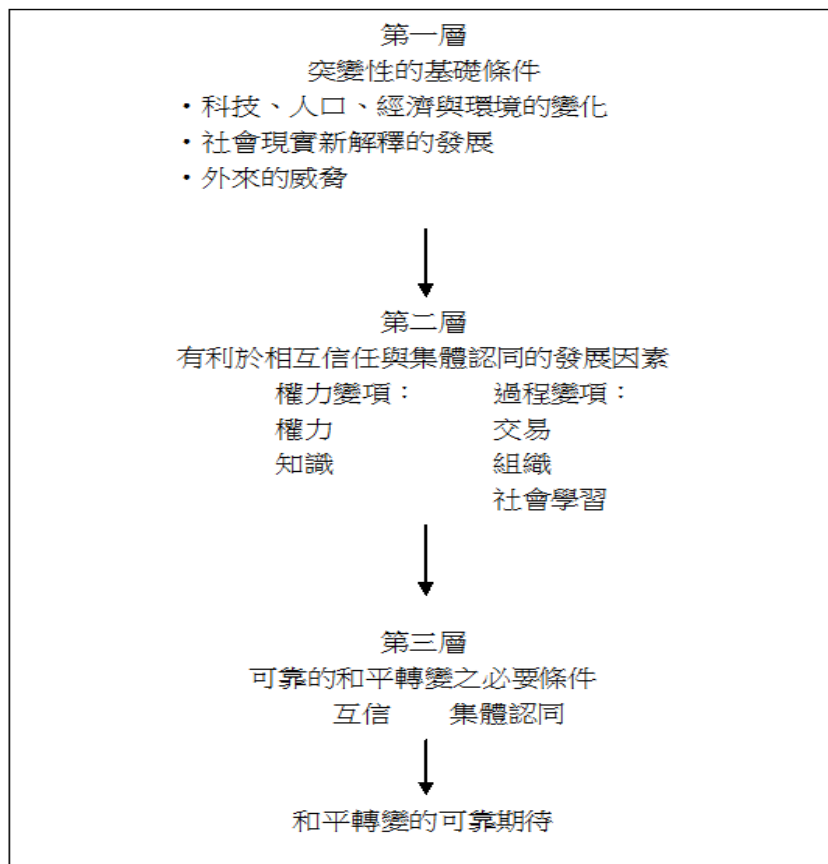 第一層
突變性的基礎條件
・科技、人口、經濟與環境的變化
・社會現實新解釋的發展
・外來的威脅
第二層
有利於相互信任與集體認同的發展因素
權力變項： 過程變項：
權力 交易
知識 組織
社會學習
第三層
可靠的和平轉變之必要條件
互信 集體認同
和平轉變的可靠期待